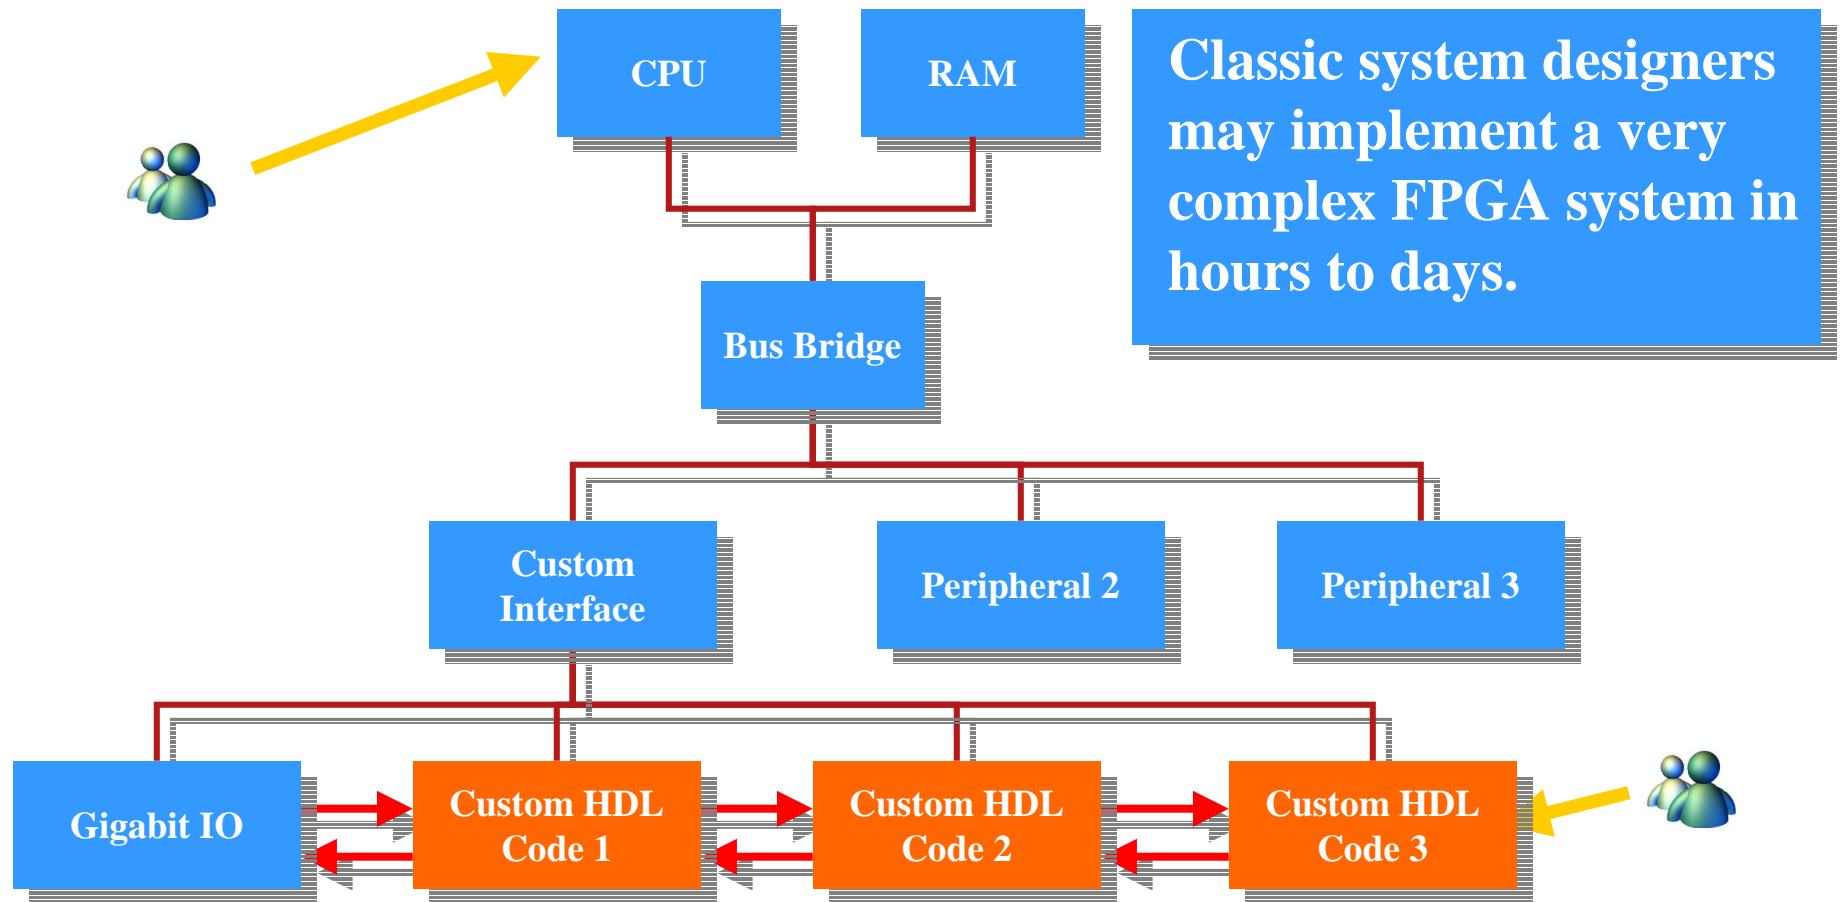 CPU
RAM
Classic system designers
may implement a very
complex FPGA system in
hours to days.
Bus Bridge
Custom
Interface
Peripheral 2
Peripheral 3
Gigabit IO
Custom HDL
Code 1
Custom HDL
Code 2
Custom HDL
Code 3